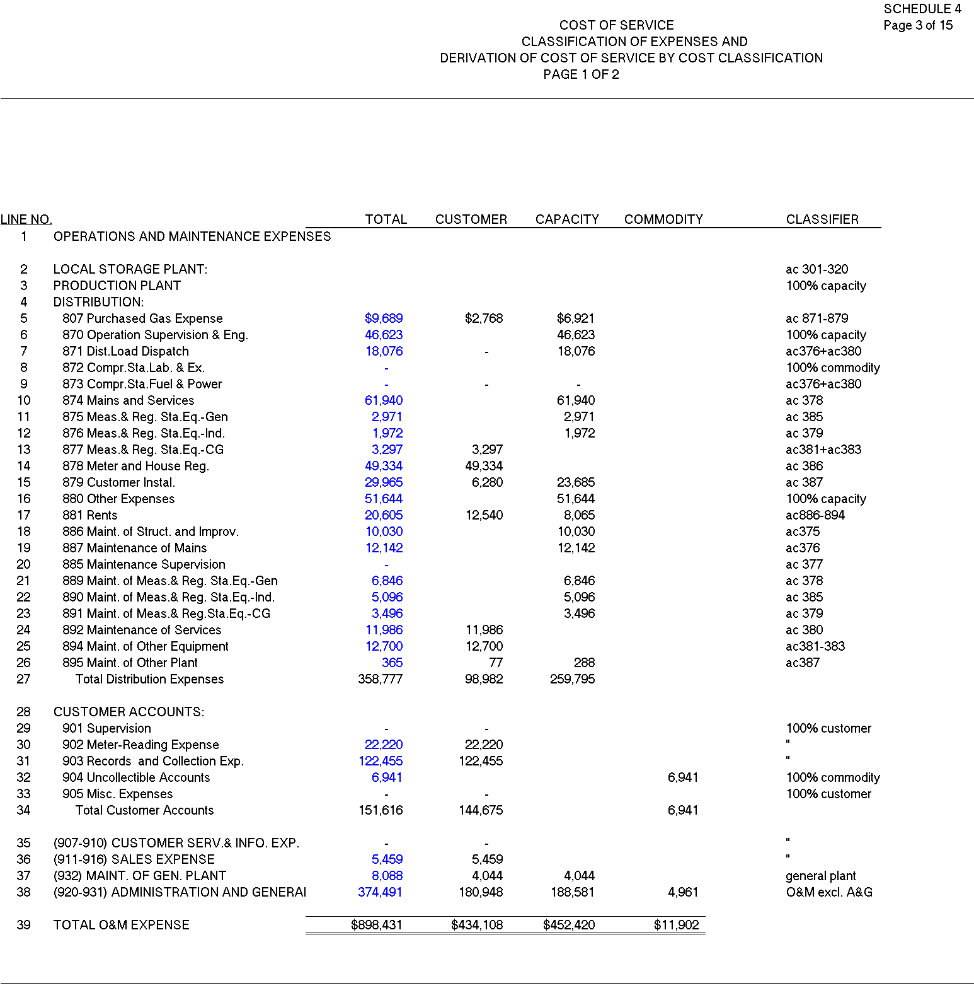 SCHEDULE 4
COST OF SERVICE Page 3 of 15
CLASSIFICATION OF EXPENSES AND
DERIVATION OF COST OF SERVICE BY COST CLASSIFICATION
PAGE 1 OF 2
LINE NO. TOTAL CUSTOMER CAPACITY COMMODITY CLASSIFIER
1 OPERATIONS AND MAINTENANCE EXPENSES
2 LOCAL STORAGE PLANT: ac 301-320
3 PRODUCTION PLANT 100% capacity
4 DISTRIBUTION:
5 807 Purchased Gas Expense $9,689 $2,768 $6,921 ac 871-879
6 870 Operation Supervision & Eng. 46,623 46,623 100% capacity
7 871 Dist.Load Dispatch 18,076 - 18,076 ac376+ac380
8 872 Compr.Sta.Lab. & Ex. - 100% commodity
9 873 Compr.Sta.Fuel & Power - - - ac376+ac380
10 874 Mains and Services 61,940 61,940 ac 378
11 875 Meas.& Reg. Sta.Eq.-Gen 2,971 2,971 ac 385
12 876 Meas.& Reg. Sta.Eq.-Ind. 1,972 1,972 ac 379
13 877 Meas.& Reg. Sta.Eq.-CG 3,297 3,297 ac381+ac383
14 878 Meter and House Reg. 49,334 49,334 ac 386
15 879 Customer Instal. 29,965 6,280 23,685 ac 387
16 880 Other Expenses 51,644 51,644 100% capacity
17 881 Rents 20,605 12,540 8,065 ac886-894
18 886 Maint. of Struct. and Improv. 10,030 10,030 ac375
19 887 Maintenance of Mains 12,142 12,142 ac376
20 885 Maintenance Supervision - ac 377
21 889 Maint. of Meas.& Reg. Sta.Eq.-Gen 6,846 6,846 ac 378
22 890 Maint. of Meas.& Reg. Sta.Eq.-Ind. 5,096 5,096 ac 385
23 891 Maint. of Meas.& Reg.Sta.Eq.-CG 3,496 3,496 ac 379
24 892 Maintenance of Services 11,986 11,986 ac 380
25 894 Maint. of Other Equipment 12,700 12,700 ac381-383
26 895 Maint. of Other Plant 365 77 288 ac387
27 Total Distribution Expenses 358,777 98,982 259,795
28 CUSTOMER ACCOUNTS:
29 901 Supervision - - 100% customer
30 902 Meter-Reading Expense 22,220 22,220 "
31 903 Records and Collection Exp. 122,455 122,455 "
32 904 Uncollectible Accounts 6,941 6,941 100% commodity
33 905 Misc. Expenses - - 100% customer
34 Total Customer Accounts 151,616 144,675 6,941
35 (907-910) CUSTOMER SERV.& INFO. EXP. - - "
36 (911-916) SALES EXPENSE 5,459 5,459 "
37 (932) MAINT. OF GEN. PLANT 8,088 4,044 4,044 general plant
38 (920-931) ADMINISTRATION AND GENERAL 374,491 180,948 188,581 4,961 O&M excl. A&G
39 TOTAL O&M EXPENSE $898,431 $434,108 $452,420 $11,902